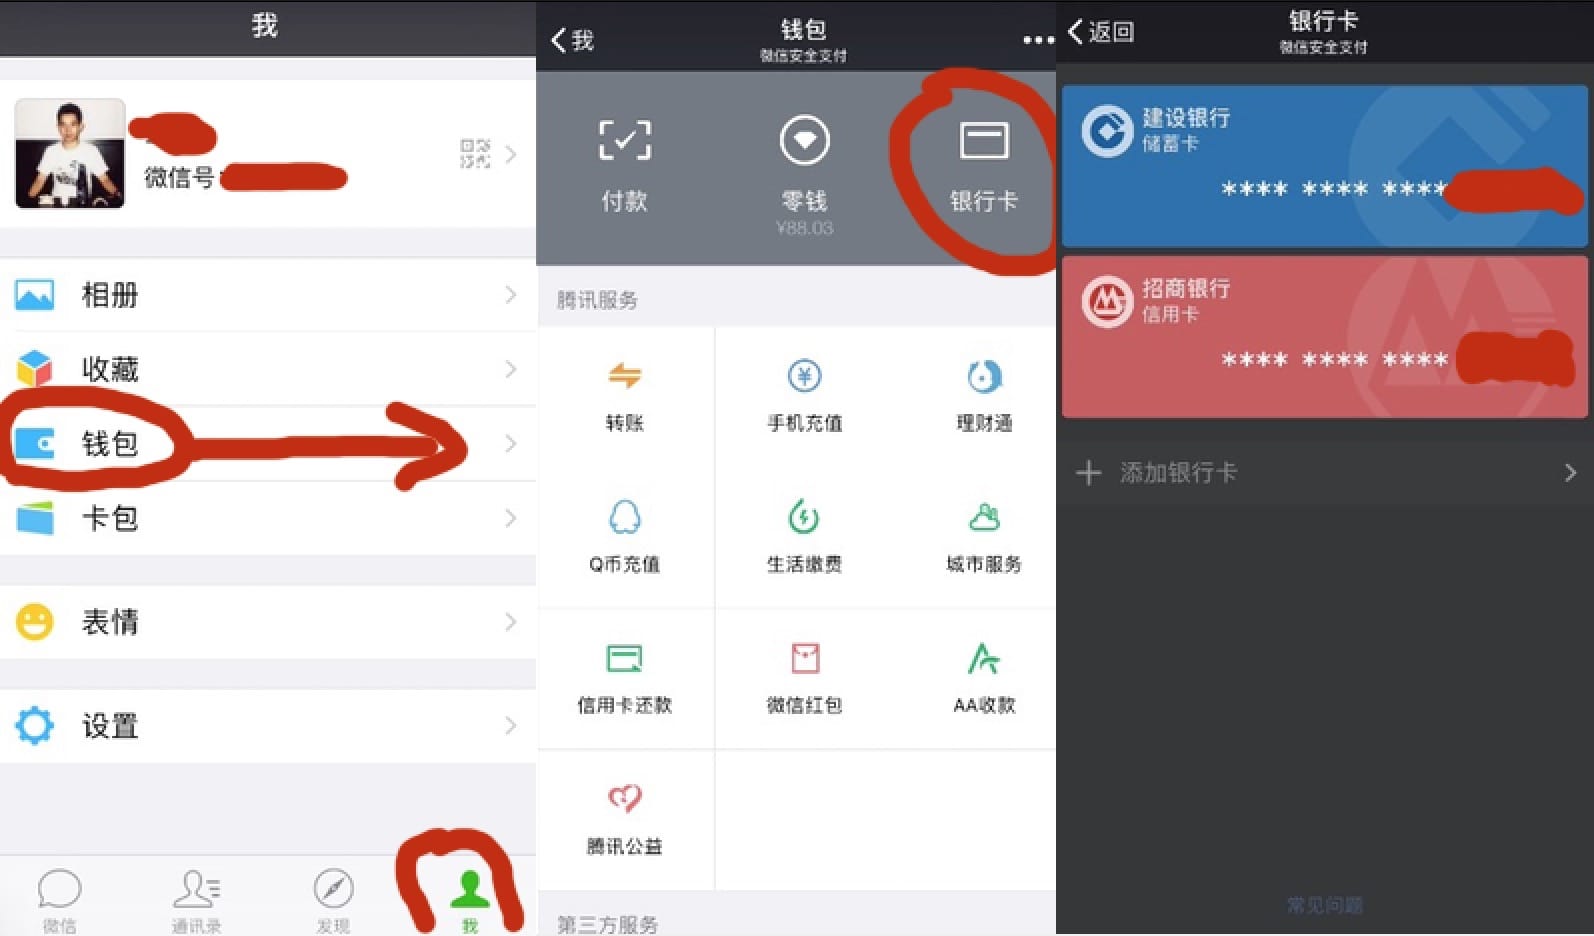 我
微信号:
相册
收藏
钱包
卡包
表情
设置
微信
通讯录
发现
我
我
钱包
微信安全支付
付款
零钱
银行卡
¥88.03
腾讯服务
转账
手机充值
理财通
Q币充值
生活缴费
城市服务
信用卡还款
微信红包
AA收款
腾讯公益
第三方服务
返回
银行卡
微信安全支付
建设银行
储蓄卡
**** **** ****
招商银行
信用卡
**** **** ****
添加银行卡
常见问题